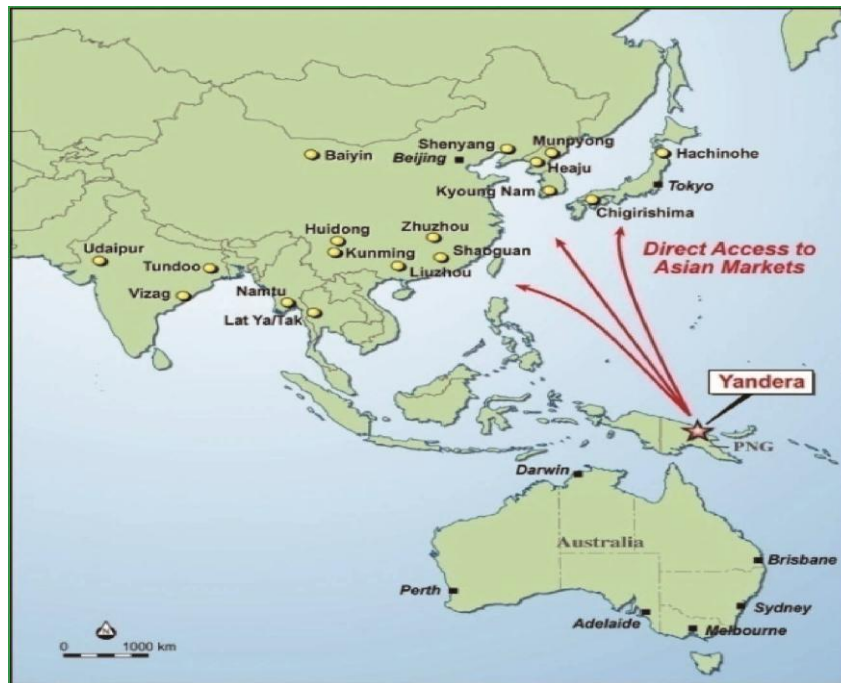 Shenyang
Munpyong
Baiyin
Beijing
Hachinohe
Heaju
Kyoung Nam
Tokyo
Chigirishima
Huidong
Zhuzhou
Udaipur
Kunming
Shaoguan
Direct Access to
Asian Markets
Tundoo
Liuzhou
Vizag
Namtu
Lat Ya/Tak
Yandera
PNG
Darwin
Australia
Brisbane
Perth
Sydney
Adelaide
Melbourne
N
0
1000 km